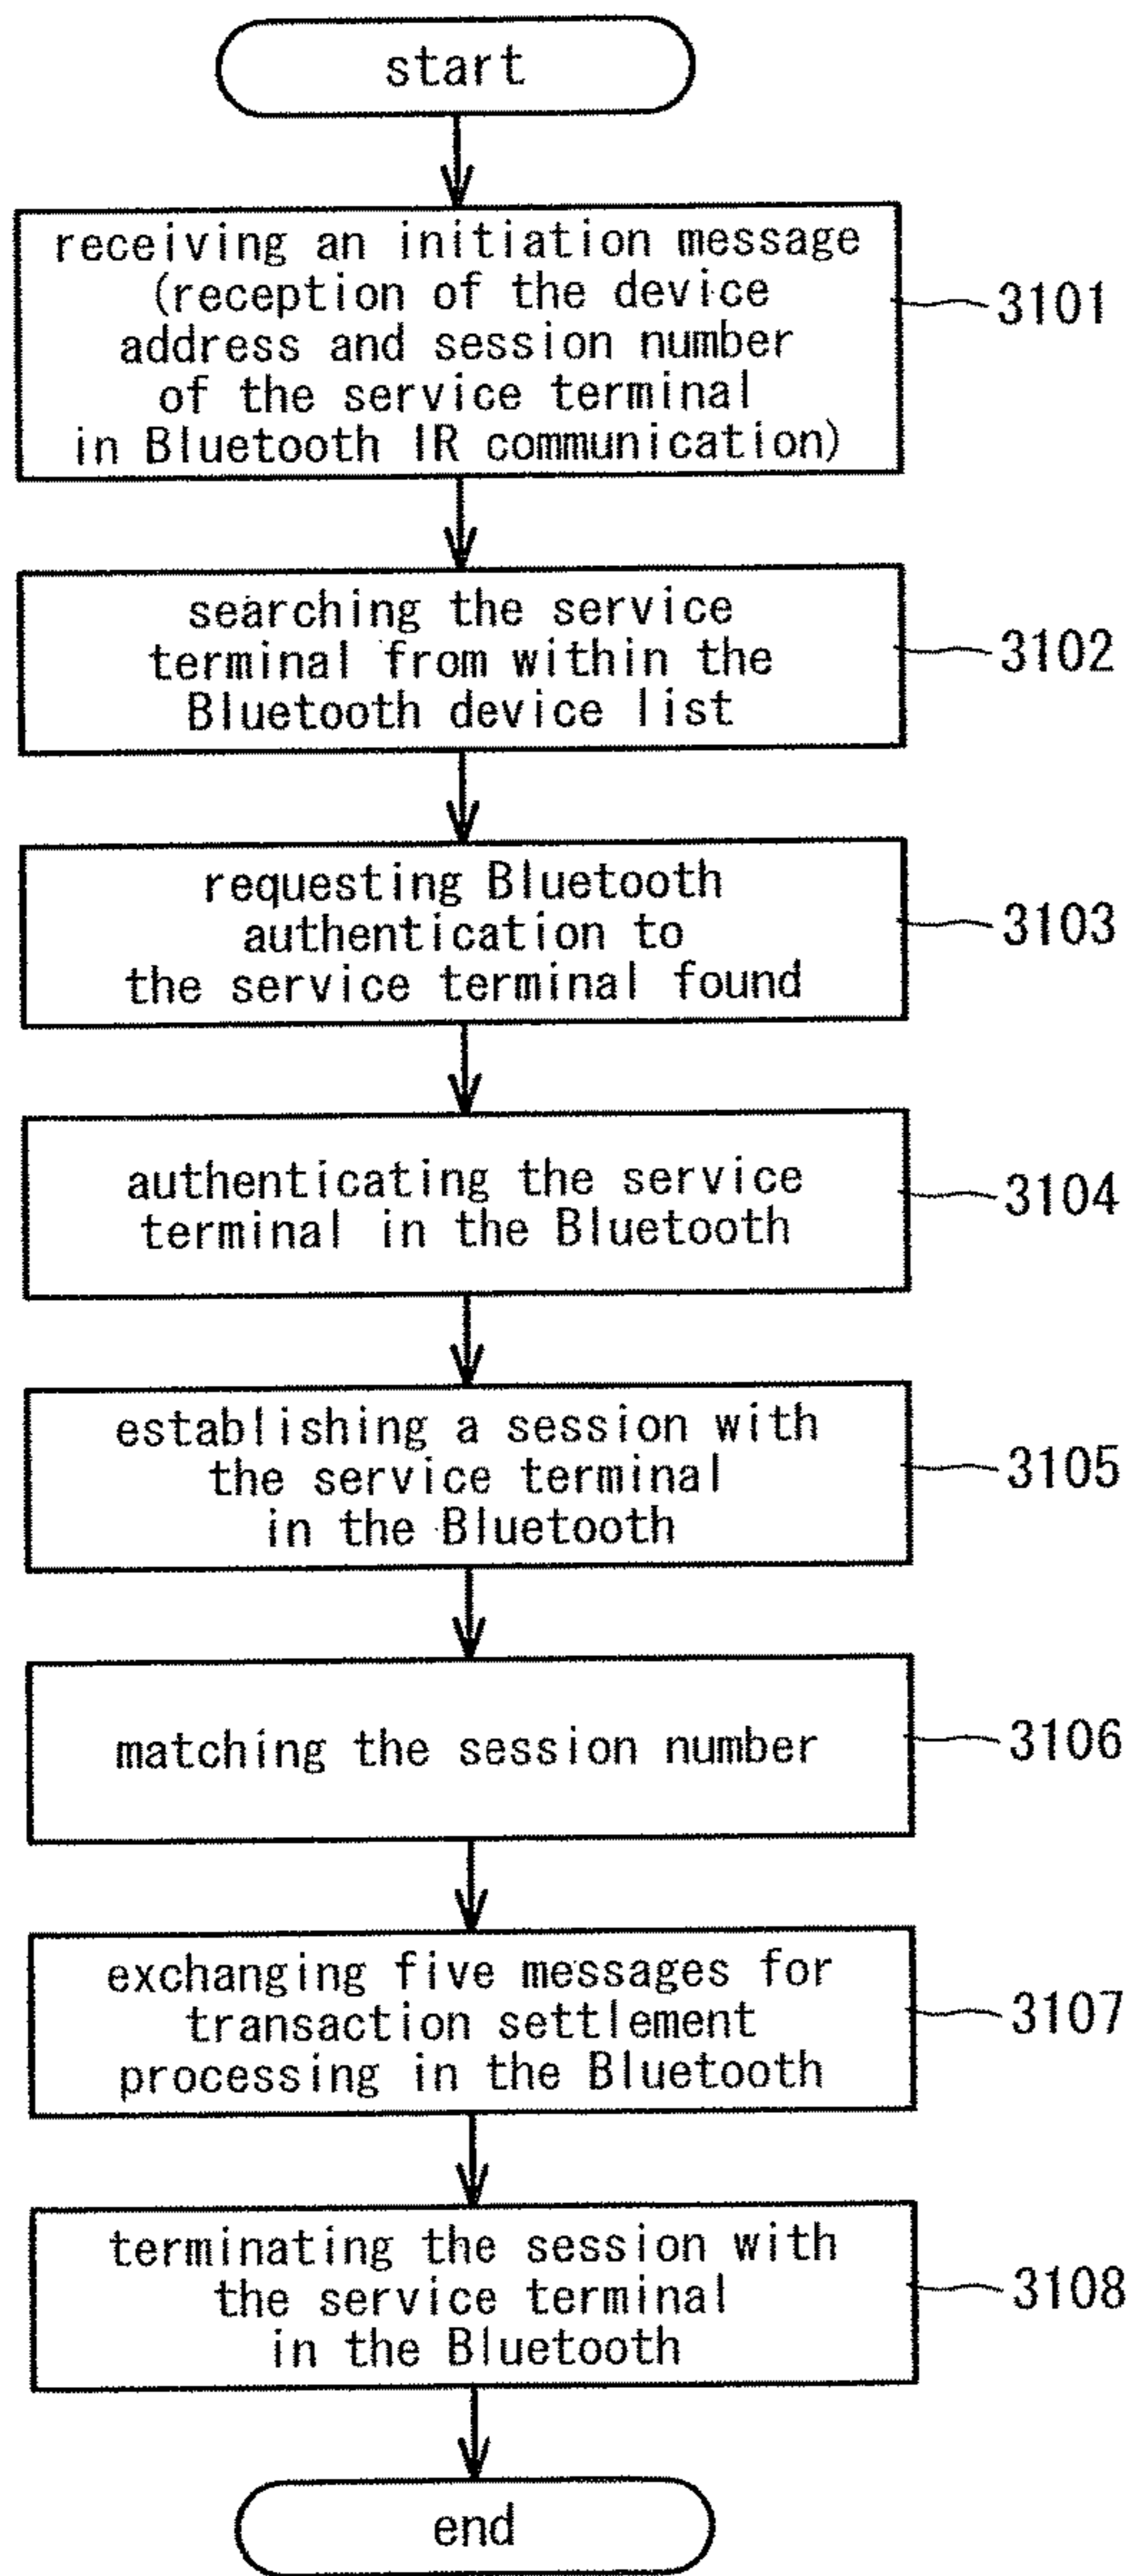 start
receiving an initiation message
(reception of the device
address and session number
of the service terminal
in Bluetooth IR communication)
3101
searching the service
terminal from within the
Bluetooth device list
3102
requesting Bluetooth
authentication to
the service terminal found
3103
authenticating the service
terminal in the Bluetooth
3104
establishing a session with
the service terminal
in the Bluetooth
3105
matching the session number
3106
exchanging five messages for
transaction settlement
processing in the Bluetooth
3107
terminating the session with
the service terminal
in the Bluetooth
3108
end